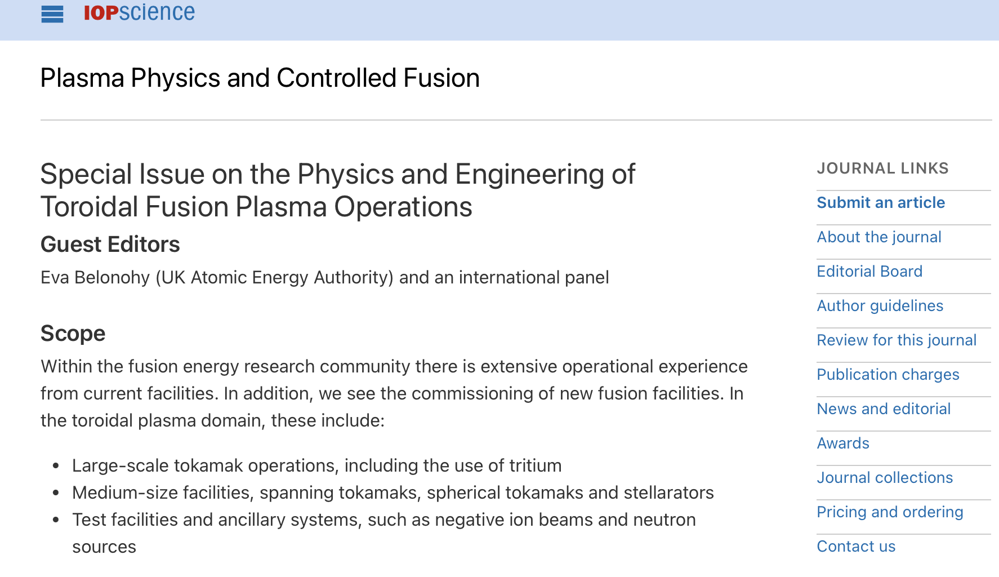 IOPscience
Plasma Physics and Controlled Fusion
Special Issue on the Physics and Engineering of
Toroidal Fusion Plasma Operations
Guest Editors
Eva Belonohy (UK Atomic Energy Authority) and an international panel
Scope
Within the fusion energy research community there is extensive operational experience
from current facilities. In addition, we see the commissioning of new fusion facilities. In
the toroidal plasma domain, these include:
• Large-scale tokamak operations, including the use of tritium
• Medium-size facilities, spanning tokamaks, spherical tokamaks and stellarators
• Test facilities and ancillary systems, such as negative ion beams and neutron
sources
JOURNAL LINKS
Submit an article
About the journal
Editorial Board
Author guidelines
Review for this journal
Publication charges
News and editorial
Awards
Journal collections
Pricing and ordering
Contact us